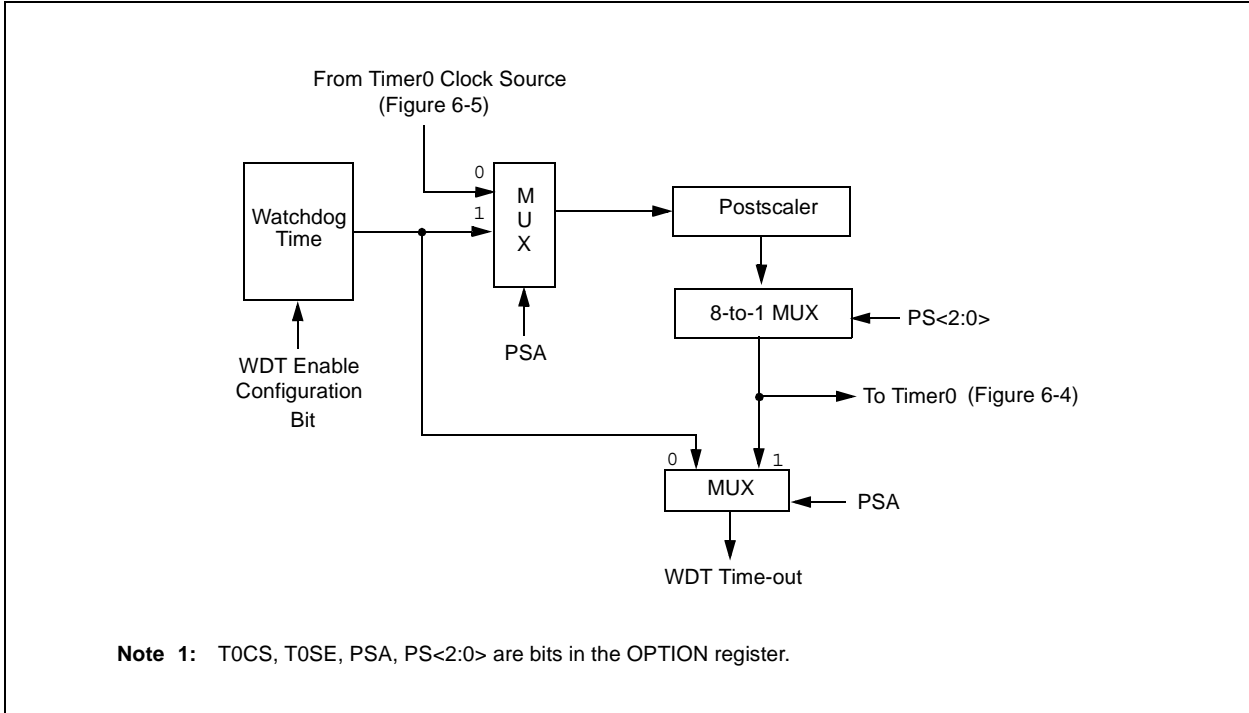 From Timer0 Clock Source
(Figure 6-5)
0
M
U
X
1
Watchdog
Time
Postscaler
8-to-1 MUX
PS<2:0>
PSA
WDT Enable
Configuration
Bit
To Timer0 (Figure 6-4)
0
1
MUX
PSA
WDT Time-out
Note 1: T0CS, T0SE, PSA, PS<2:0> are bits in the OPTION register.